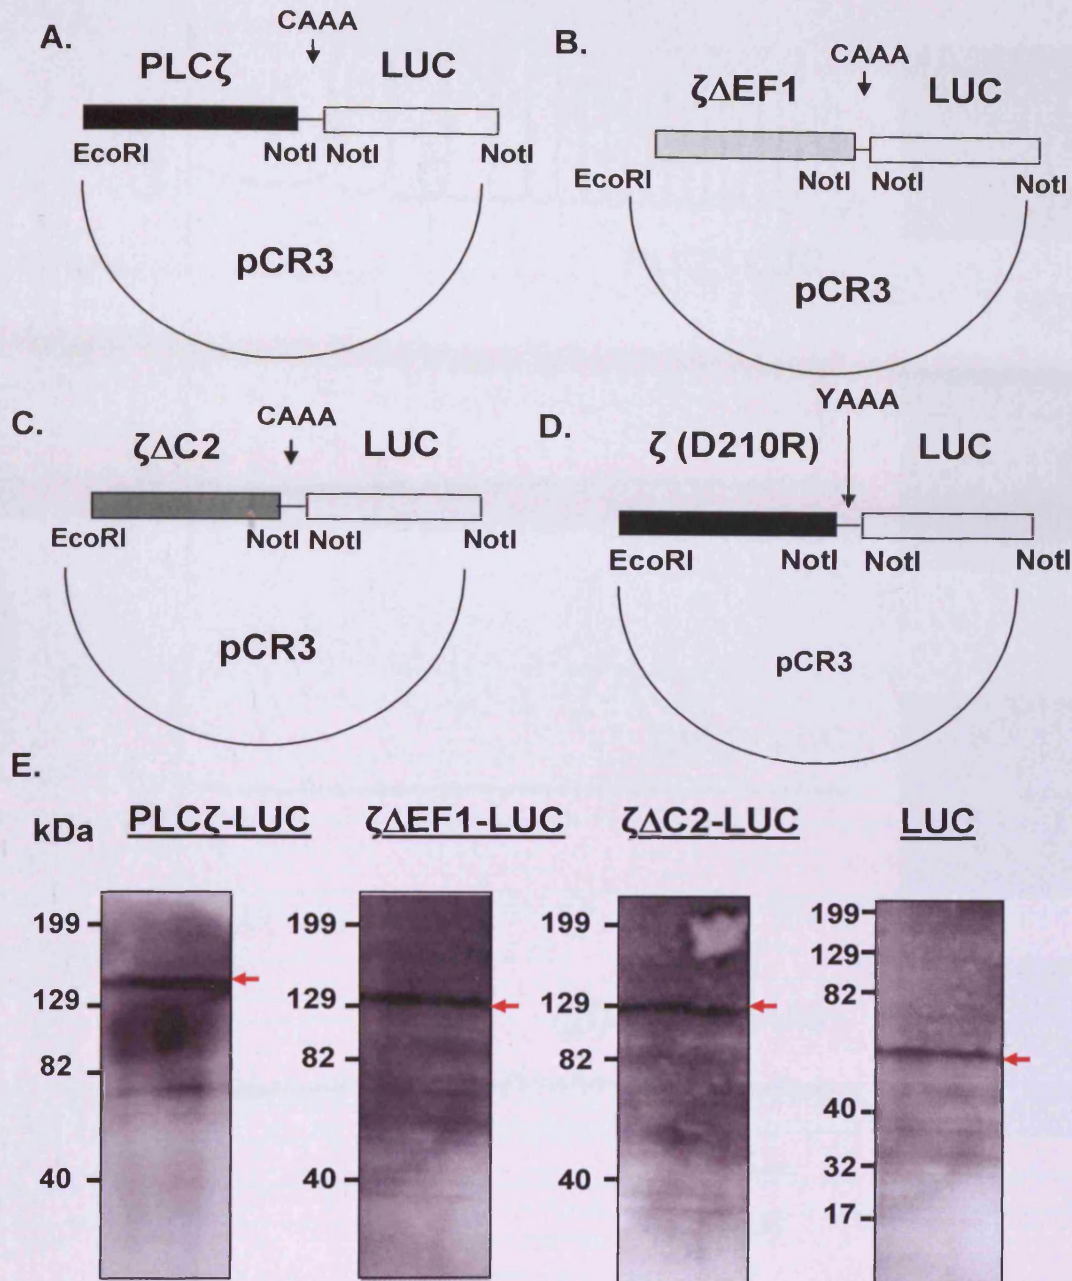 A.
CAAA
PLCζ LUC
EcoRI NotI NotI NotI
pCR3
B.
CAAA
ζΔEF1 LUC
EcoRI NotI NotI NotI
pCR3
C.
CAAA
ζΔC2 LUC
EcoRI NotI NotI NotI
pCR3
D.
YAAA
ζ (D210R) LUC
EcoRI NotI NotI NotI
pCR3
E.
kDa PLCζ-LUC ζΔEF1-LUC ζΔC2-LUC LUC
199
129
82
40
199
129
82
40
199
129
82
40
199
129
82
40
32
17